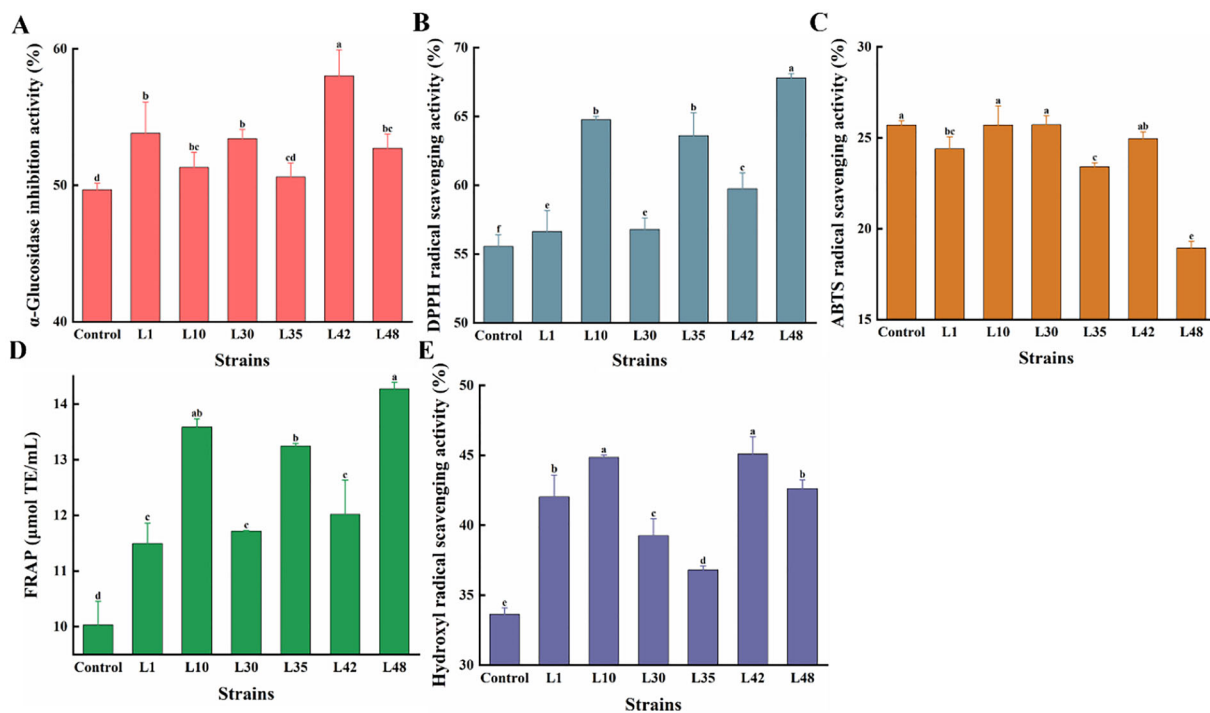 A
α-Glucosidase inhibition activity (%)
60
50
40
d
b
bc
b
cd
a
bc
Control L1 L10 L30 L35 L42 L48
Strains
B
DPPH radical scavenging activity (%)
70
65
60
55
50
f
e
b
e
b
c
a
Control L1 L10 L30 L35 L42 L48
Strains
C
ABTS radical scavenging activity (%)
30
25
20
15
a
bc
a
a
c
ab
e
Control L1 L10 L30 L35 L42 L48
Strains
D
FRAP (μmol TE/mL)
14
13
12
11
10
d
c
ab
c
b
c
a
Control L1 L10 L30 L35 L42 L48
Strains
E
Hydroxyl radical scavenging activity (%)
50
45
40
35
30
e
b
a
c
d
a
b
Control L1 L10 L30 L35 L42 L48
Strains